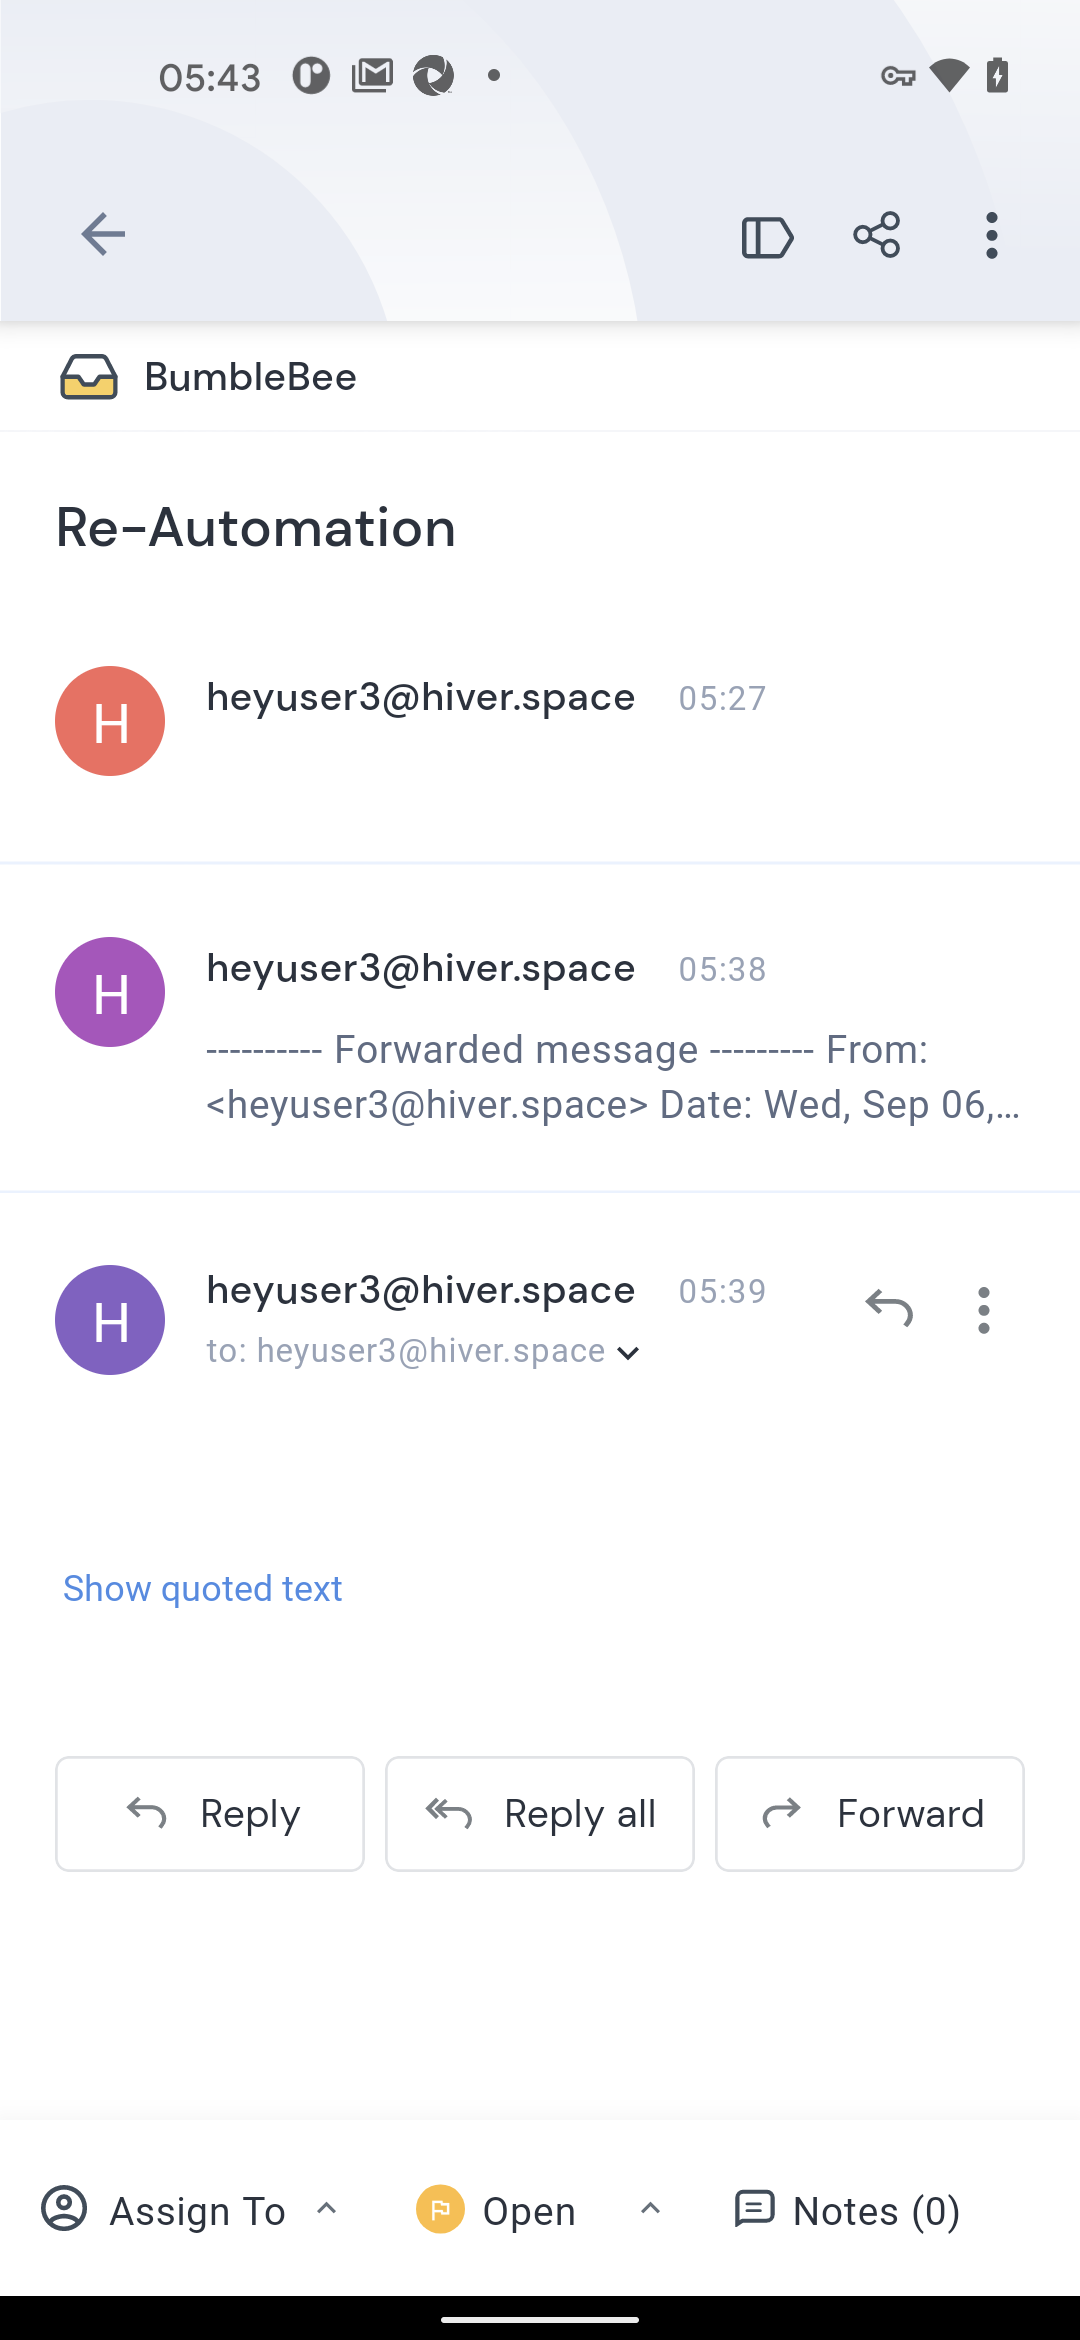 05:43
BumbleBee
Re-Automation
H
heyuser3@hiver.space 05:27
H
heyuser3@hiver.space 05:38
---------- Forwarded message --------- From:
<heyuser3@hiver.space> Date: Wed, Sep 06,...
H
heyuser3@hiver.space 05:39
to: heyuser3@hiver.space
Show quoted text
Reply Reply all Forward
Assign To Open Notes (0)